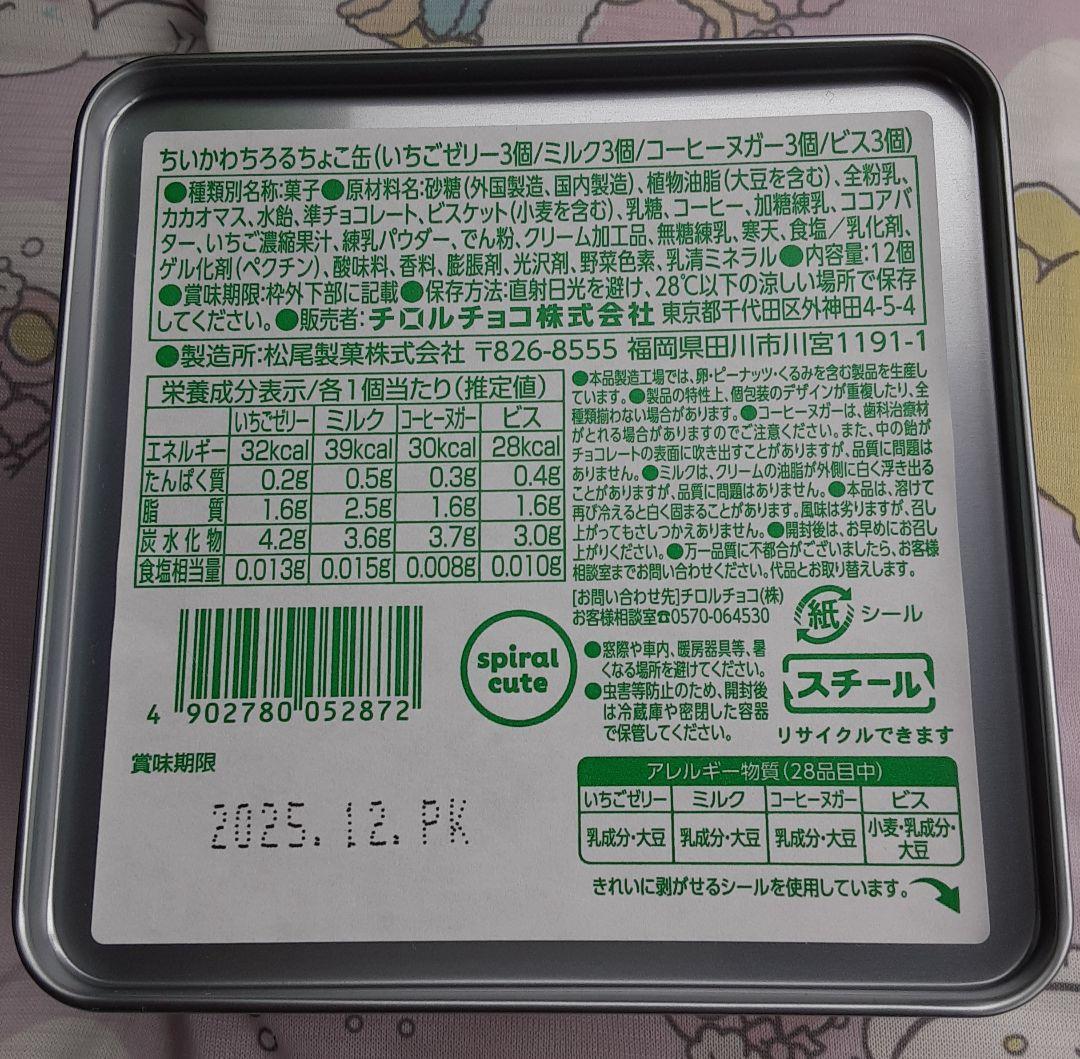 ちいかわちろるちょこ缶(いちごゼリー3個/ミルク3個/コーヒーヌガー3個/ビス3個)
●種類別名称:菓子●原材料名:砂糖(外国製造、国内製造)、植物油脂(大豆を含む)、全粉乳、
カカオマス、水飴、準チョコレート、ビスケット(小麦を含む)、乳糖、コーヒー、加糖練乳、ココアバ
ター、いちご濃縮果汁、練乳パウダー、でん粉、クリーム加工品、無糖練乳、寒天、食塩/乳化剤、
ゲル化剤(ペクチン)、酸味料、香料、膨脹剤、光沢剤、野菜色素、乳清ミネラル●内容量:12個
●賞味期限:枠外下部に記載●保存方法:直射日光を避け、28℃以下の涼しい場所で保存
してください。●販売者:チロルチョコ株式会社 東京都千代田区外神田4-5-4
●製造所:松尾製菓株式会社 〒826-8555 福岡県田川市川宮1191-1
栄養成分表示/各1個当たり(推定値)
いちごゼリー ミルク コーヒーヌガー ビス
エネルギー 32kcal 39kcal 30kcal 28kcal
たんぱく質 0.2g 0.5g 0.3g 0.4g
脂質 1.6g 2.5g 1.6g 1.6g
炭水化物 4.2g 3.6g 3.7g 3.0g
食塩相当量 0.013g 0.015g 0.008g 0.010g
●本品製造工場では、卵・ピーナッツ・くるみを含む製品を生産し
ています。●製品の特性上、個包装のデザインが重複したり、全
種類揃わない場合があります。●コーヒーヌガーは、歯科治療材
がとれる場合がありますのでご注意ください。また、中の飴が
チョコレートの表面に吹き出すことがありますが、品質に問題は
ありません。●ミルクは、クリームの油脂が外側に白く浮き出る
ことがありますが、品質に問題はありません。●本品は、溶けて
再び冷えると白く固まることがあります。風味は劣りますが、召し
上がってもさしつかえありません。●開封後は、お早めにお召し
上がりください。●万一品質に不都合がございましたら、お客様
相談室までお問い合わせください。代品とお取り替えします。
[お問い合わせ先]チロルチョコ(株)
お客様相談室☎0570-064530
紙 シール
●窓際や車内、暖房器具等、暑
くなる場所を避けてください。
●虫害等防止のため、開封後
は冷蔵庫や密閉した容器
で保管してください。
スチール
リサイクルできます
spiral
cute
4 902780 052872
賞味期限
2025.12.PK
アレルギー物質(28品目中)
いちごゼリー ミルク コーヒーヌガー ビス
乳成分・大豆 乳成分・大豆 乳成分・大豆 小麦・乳成分・
大豆
きれいに剥がせるシールを使用しています。